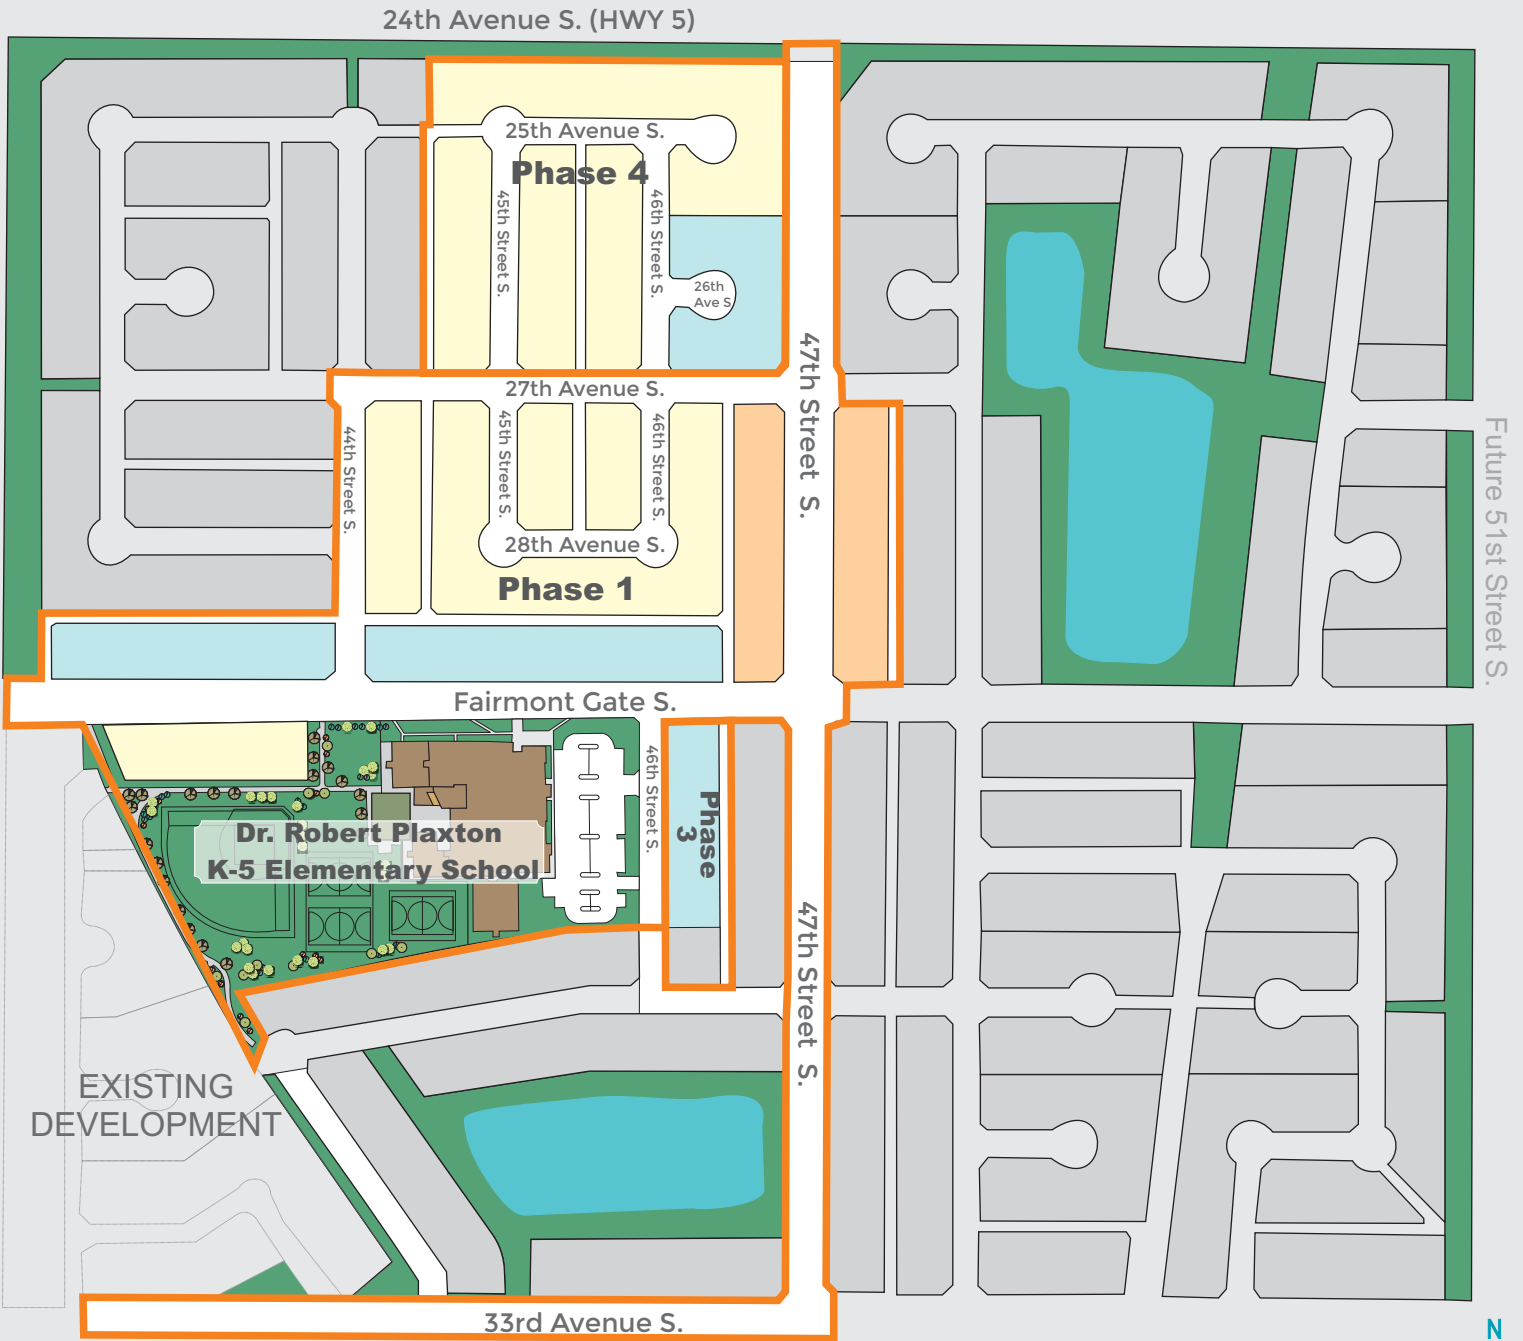 24th Avenue S. (HWY 5)
25th Avenue S.
Phase 4
45th Street S.
46th Street S.
26th
Ave S
47th Street S.
27th Avenue S.
44th Street S.
45th Street S.
46th Street S.
28th Avenue S.
Phase 1
Future 51st Street S.
Fairmont Gate S.
46th Street S.
Phase
3
Dr. Robert Plaxton
K-5 Elementary School
47th Street S.
EXISTING
DEVELOPMENT
33rd Avenue S.
N